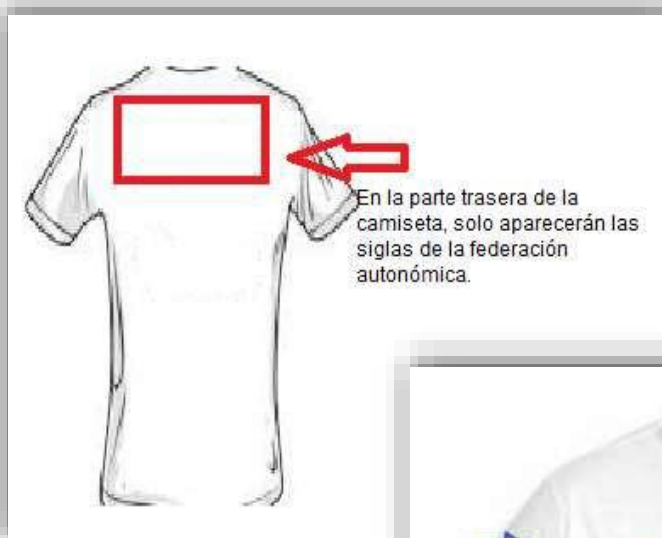 En la parte trasera de la
camiseta, solo aparecerán las
siglas de la federación
autonómica.